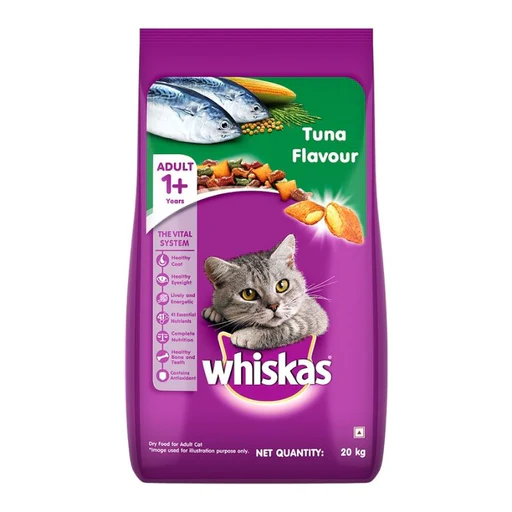 Tuna
Flavour
ADULT
1+
Years
THE VITAL
SYSTEM
Healthy
Coat
Healthy
Eyesight
Lively and
Energetic
41 Essential
Nutrients
Complete
Nutrition
Healthy
Bone and
Teeth
Contains
Antioxidant
whiskas®
Dry Food for Adult Cat
*Image used for illustration purpose only.
NET QUANTITY: 20 kg